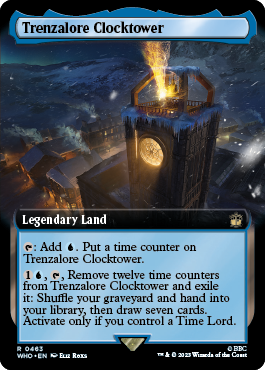 Trenzalore Clocktower
Legendary Land
: Add . Put a time counter on
Trenzalore Clocktower.
1 , , Remove twelve time counters
from Trenzalore Clocktower and exile
it: Shuffle your graveyard and hand into
your library, then draw seven cards.
Activate only if you control a Time Lord.
R 0463
WHO • EN Euz Roxs
© BBC
™ & © 2023 Wizards of the Coast